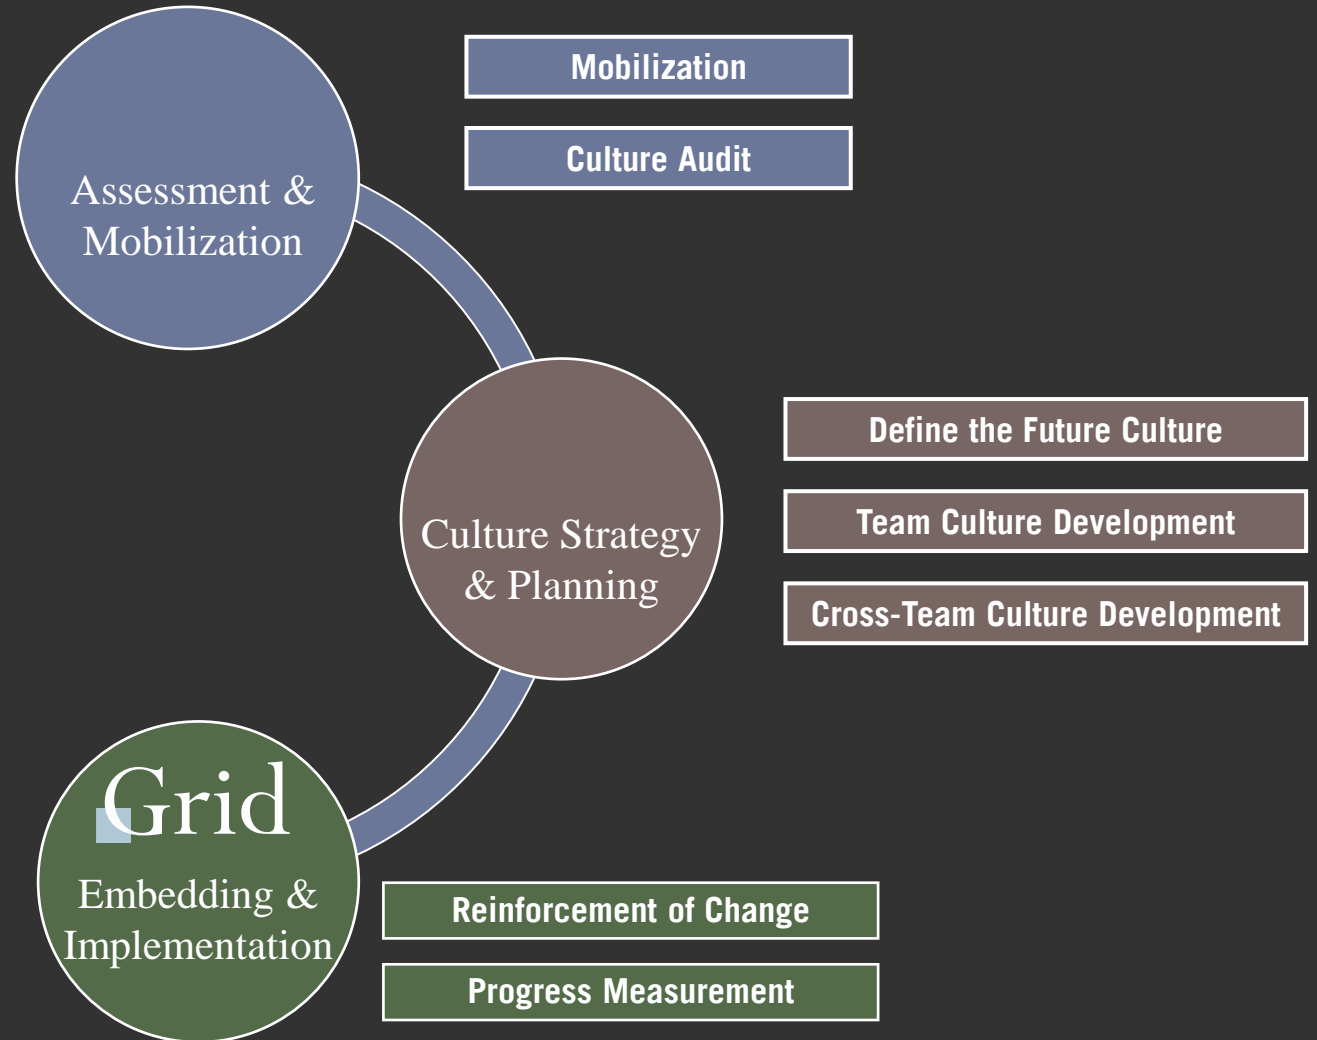 Mobilization
Culture Audit
Assessment &
Mobilization
Define the Future Culture
Team Culture Development
Cross-Team Culture Development
Culture Strategy
& Planning
Grid
Embedding &
Implementation
Reinforcement of Change
Progress Measurement